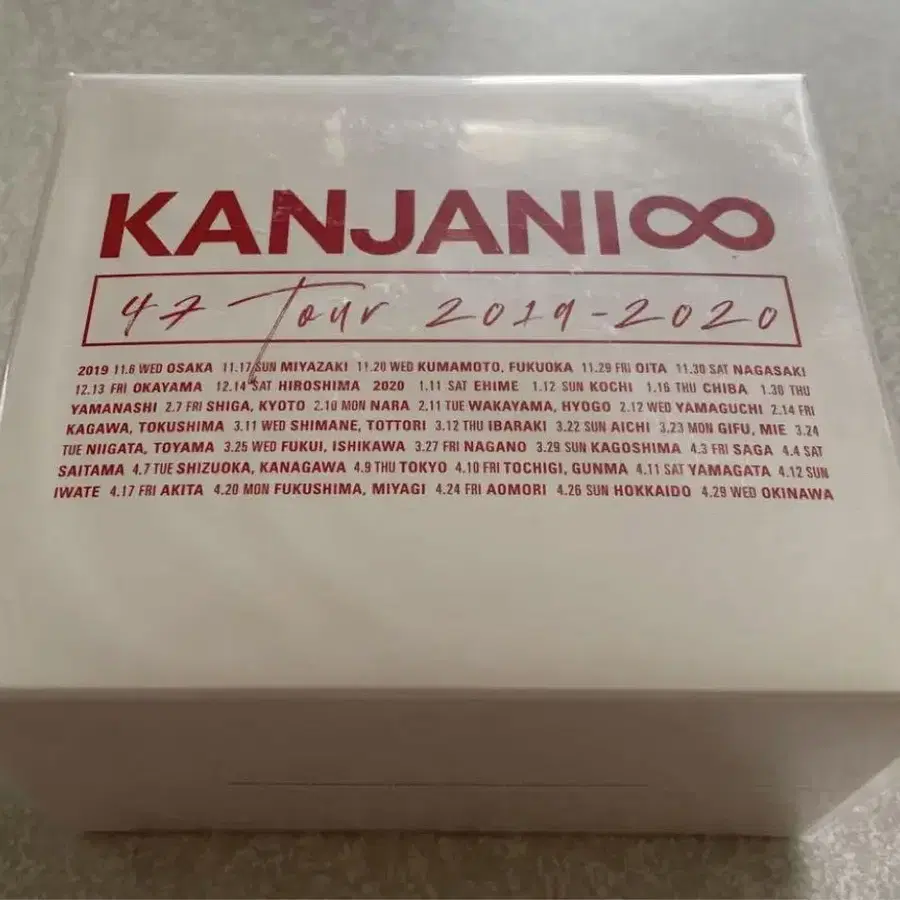 KANJANI∞
47 Tour 2019-2020
2019 11.6 WED OSAKA 11.17 SUN MIYAZAKI 11.20 WED KUMAMOTO, FUKUOKA 11.29 FRI OITA 11.30 SAT NAGASAKI
12.13 FRI OKAYAMA 12.14 SAT HIROSHIMA 2020 1.11 SAT EHIME 1.12 SUN KOCHI 1.16 THU CHIBA 1.30 THU
YAMANASHI 2.7 FRI SHIGA, KYOTO 2.10 MON NARA 2.11 TUE WAKAYAMA, HYOGO 2.12 WED YAMAGUCHI 2.14 FRI
KAGAWA, TOKUSHIMA 3.11 WED SHIMANE, TOTTORI 3.12 THU IBARAKI 3.22 SUN AICHI 3.23 MON GIFU, MIE 3.24
TUE NIIGATA, TOYAMA 3.25 WED FUKUI, ISHIKAWA 3.27 FRI NAGANO 3.29 SUN KAGOSHIMA 4.3 FRI SAGA 4.4 SAT
SAITAMA 4.7 TUE SHIZUOKA, KANAGAWA 4.9 THU TOKYO 4.10 FRI TOCHIGI, GUNMA 4.11 SAT YAMAGATA 4.12 SUN
IWATE 4.17 FRI AKITA 4.20 MON FUKUSHIMA, MIYAGI 4.24 FRI AOMORI 4.26 SUN HOKKAIDO 4.29 WED OKINAWA